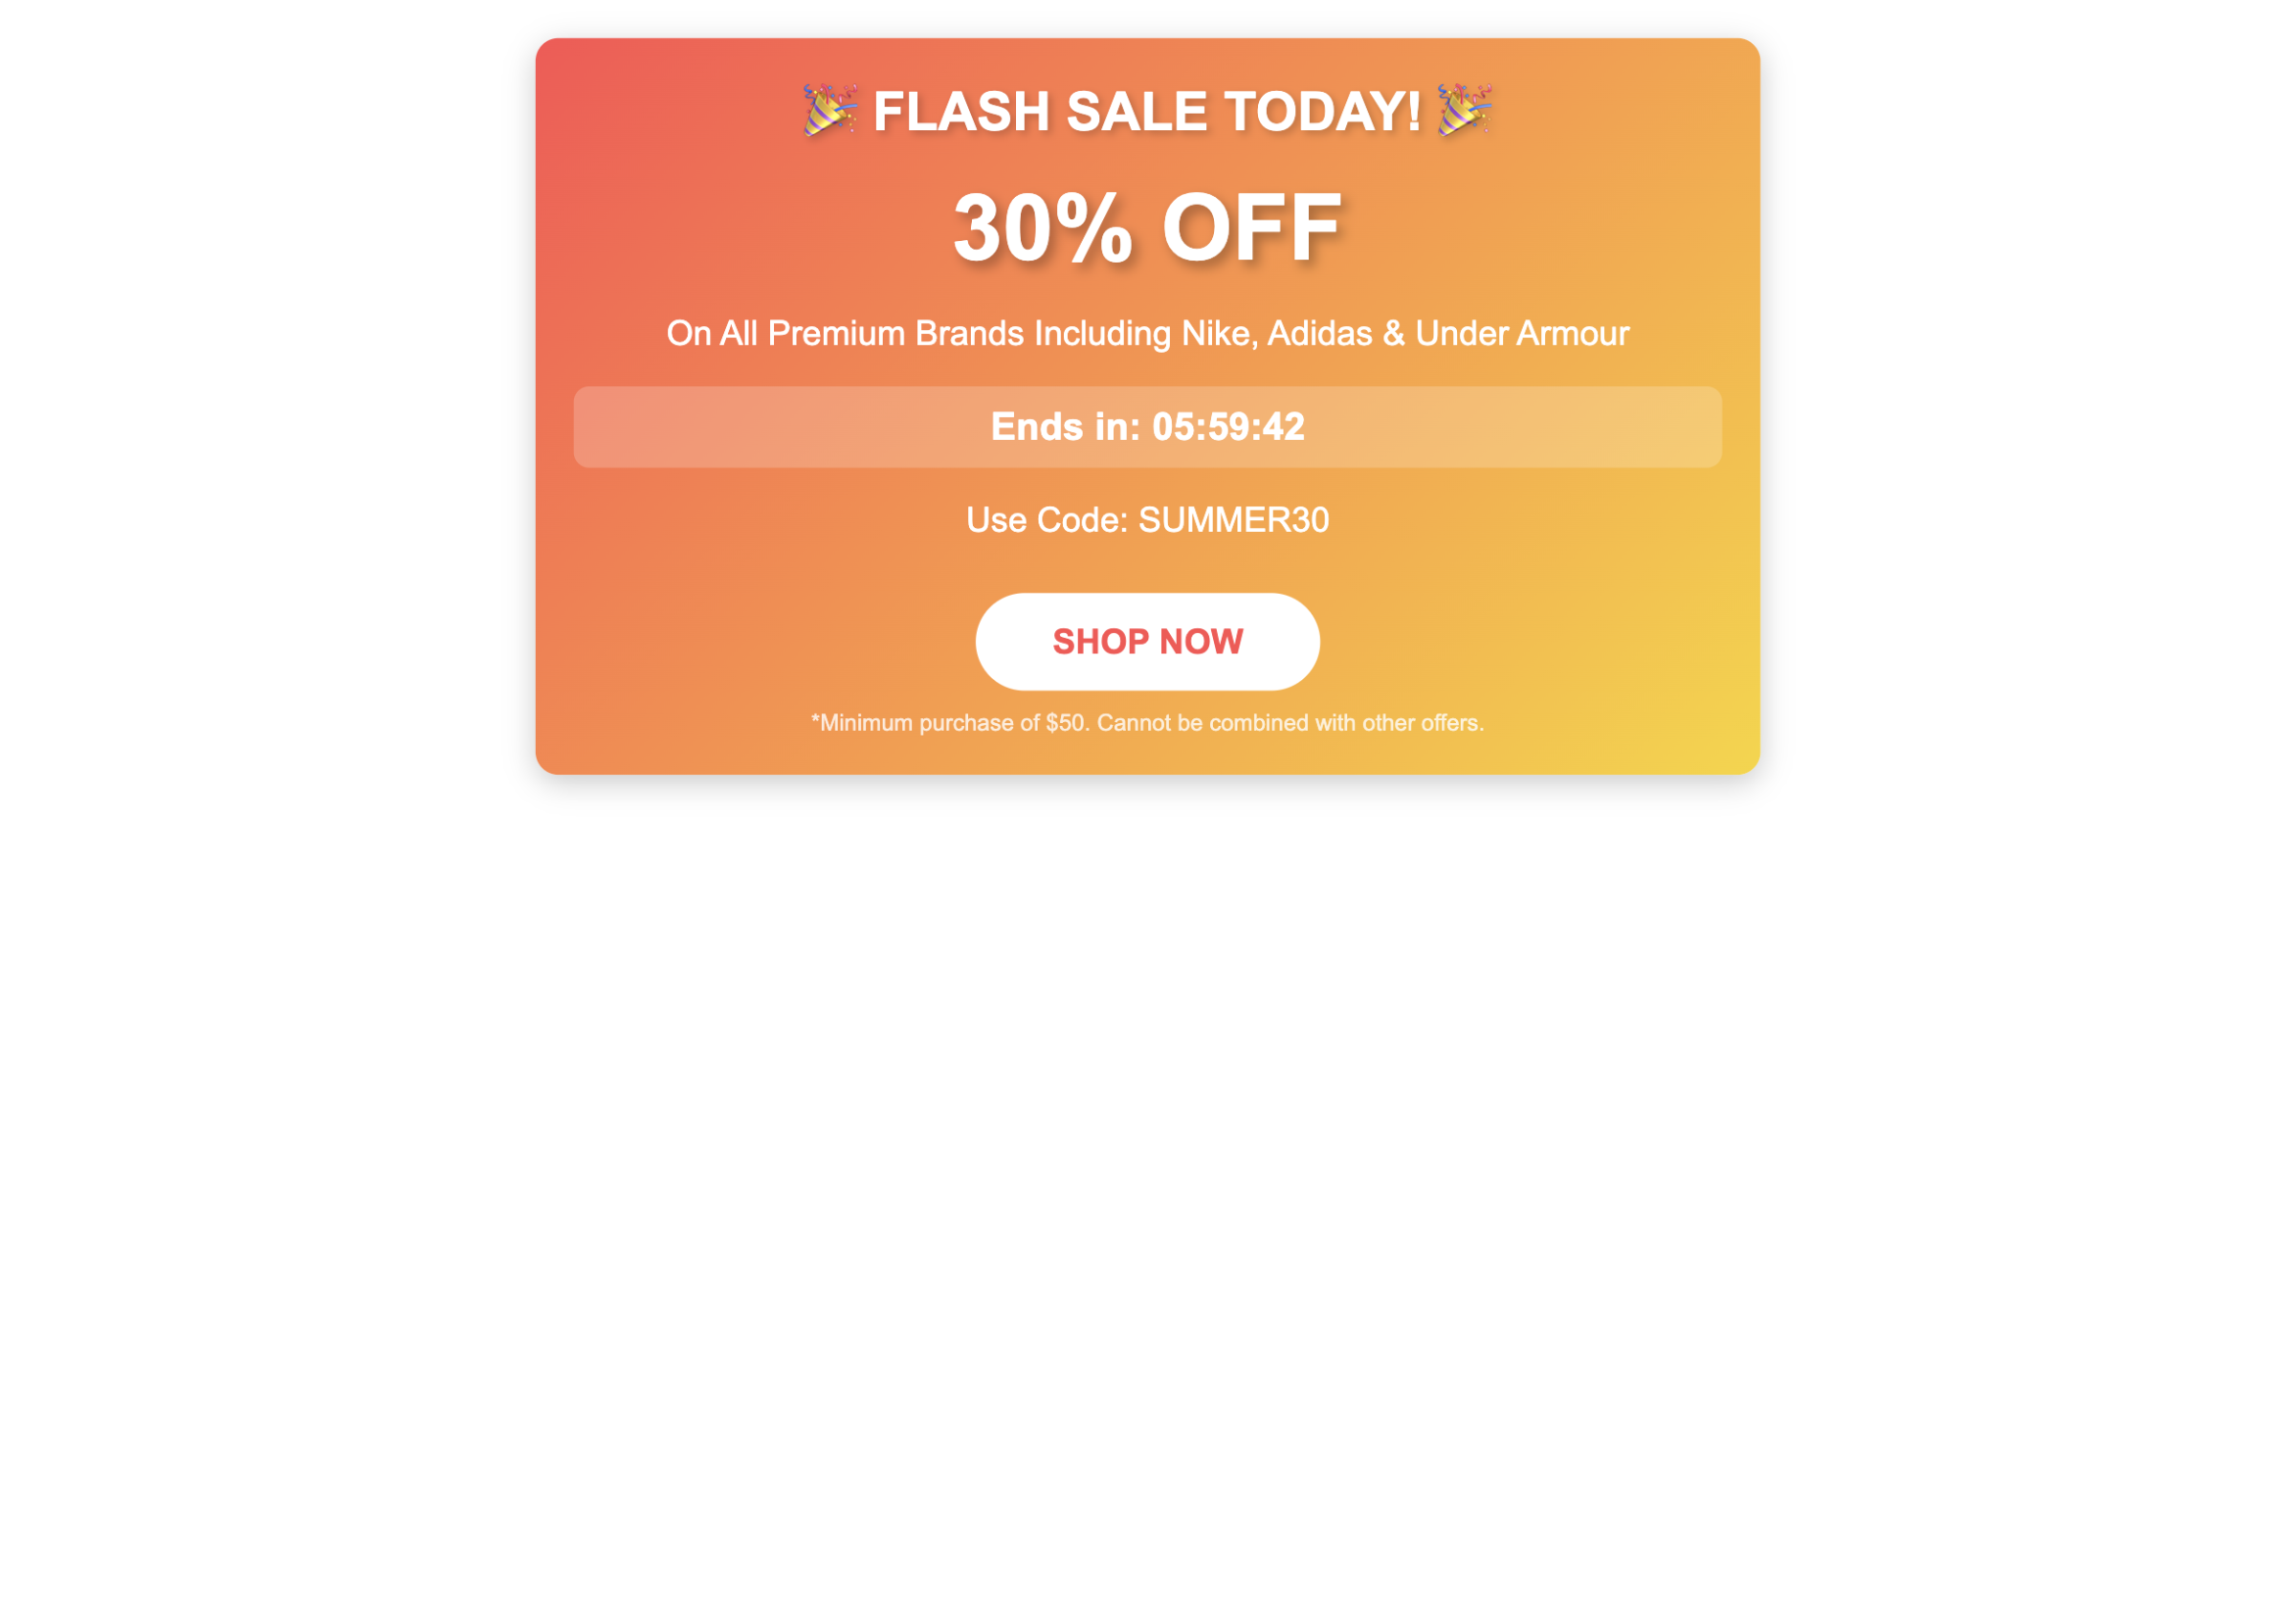 🎉 FLASH SALE TODAY! 🎉
30% OFF
On All Premium Brands Including Nike, Adidas & Under Armour
Ends in: 05:59:42
Use Code: SUMMER30
SHOP NOW
*Minimum purchase of $50. Cannot be combined with other offers.